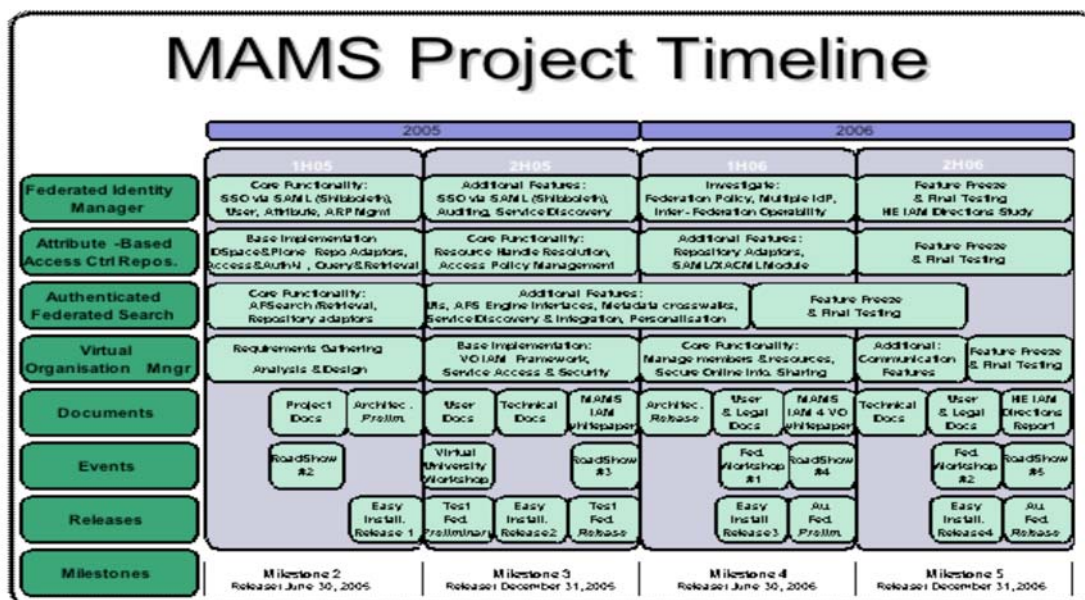 MAMS Project Timeline
2005
2006
1H05
2H05
1H06
2H06
Federated Identity
Manager
Core Functionality:
SSO via SAML (Shibboleth),
User, Attribute, ARP Mgmt
Additional Features:
SSO via SAML (Shibboleth),
Auditing, Service Discovery
Investigate:
Federation Policy, Multiple IdP,
Inter-Federation Operability
Feature Freeze
& Final Testing
HE IAM Directions Study
Attribute -Based
Access Ctrl Repos.
Base Implementation
DSpace&Plone Repo Adaptors,
Access&AuthN , Query&Retrieval
Core Functionality:
Resource Handle Resolution,
Access Policy Management
Additional Features:
Repository Adaptors,
SAML/XACML Module
Feature Freeze
& Final Testing
Authenticated
Federated Search
Core Functionality:
AFSearch /Retrieval,
Repository adaptors
Additional Features:
UIs, AFS Engine Interfaces, Metadata crosswalks,
Service Discovery & Integration, Personalisation
Feature Freeze
& Final Testing
Virtual
Organisation Mngr
Requirements Gathering
Analysis & Design
Base Implementation:
VO IAM Framework,
Service Access & Security
Core Functionality:
Manage members & resources,
Secure Online Info. Sharing
Additional:
Communication
Features
Feature Freeze
& Final Testing
Documents
Project
Docs
Architec.
Prelim.
User
Docs
Technical
Docs
MAMS
IAM
whitepaper
Architec.
Release
User
& Legal
Docs
MAMS
IAM 4 VO
whitepaper
Technical
Docs
User
& Legal
Docs
HE IAM
Directions
Report
Events
RoadShow
#2
Virtual
University
Workshop
RoadShow
#3
Fed.
Workshop
#1
RoadShow
#4
Fed.
Workshop
#2
RoadShow
#5
Releases
Easy
Install.
Release 1
Test
Fed.
Preliminary
Easy
Install.
Release2
Test
Fed.
Release
Easy
Install
Release3
Au.
Fed.
Prelim.
Easy
Install.
Release4
Au.
Fed.
Release
Milestones
Milestone 2
Release: June 30, 2005
Milestone 3
Release: December 31, 2005
Milestone 4
Release: June 30, 2006
Milestone 5
Release: December 31, 2006